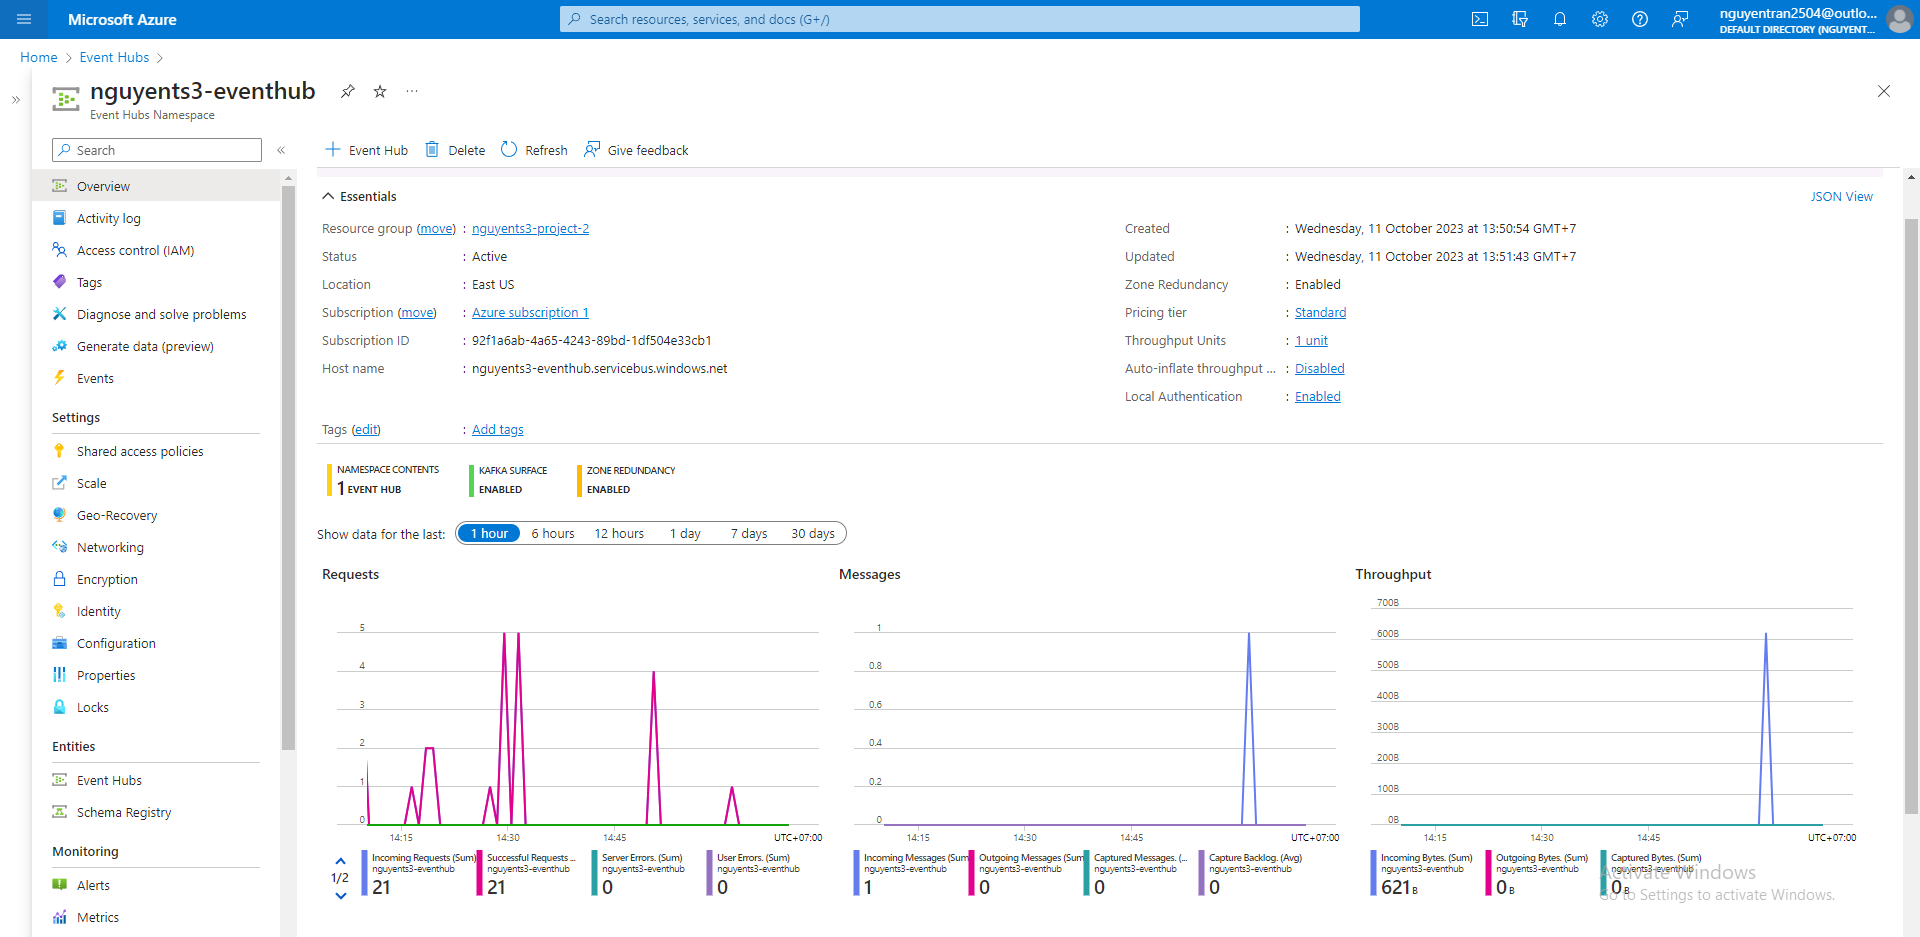 Microsoft Azure
Search resources, services, and docs (G+/)
nguyentran2504@outlo...
DEFAULT DIRECTORY (NGUYENT...
Home > Event Hubs >
nguyents3-eventhub
Event Hubs Namespace
Search
Event Hub
Delete
Refresh
Give feedback
Overview
Activity log
Access control (IAM)
Tags
Diagnose and solve problems
Generate data (preview)
Events
Settings
Shared access policies
Scale
Geo-Recovery
Networking
Encryption
Identity
Configuration
Properties
Locks
Entities
Event Hubs
Schema Registry
Monitoring
Alerts
Metrics
Essentials
JSON View
Resource group (move) : nguyents3-project-2
Status : Active
Location : East US
Subscription (move) : Azure subscription 1
Subscription ID : 92f1a6ab-4a65-4243-89bd-1df504e33cb1
Host name : nguyents3-eventhub.servicebus.windows.net
Tags (edit) : Add tags
Created : Wednesday, 11 October 2023 at 13:50:54 GMT+7
Updated : Wednesday, 11 October 2023 at 13:51:43 GMT+7
Zone Redundancy : Enabled
Pricing tier : Standard
Throughput Units : 1 unit
Auto-inflate throughput ... : Disabled
Local Authentication : Enabled
NAMESPACE CONTENTS
1 EVENT HUB
KAFKA SURFACE
ENABLED
ZONE REDUNDANCY
ENABLED
Show data for the last: 1 hour 6 hours 12 hours 1 day 7 days 30 days
Requests
5
4
3
2
1
0
14:15 14:30 14:45 UTC+07:00
1/2
Incoming Requests (Sum)
nguyents3-eventhub
21
Successful Requests ...
nguyents3-eventhub
21
Server Errors. (Sum)
nguyents3-eventhub
0
User Errors. (Sum)
nguyents3-eventhub
0
Messages
1
0.8
0.6
0.4
0.2
0
14:15 14:30 14:45 UTC+07:00
Incoming Messages (Sum)
nguyents3-eventhub
1
Outgoing Messages (Sum)
nguyents3-eventhub
0
Captured Messages. (...
nguyents3-eventhub
0
Capture Backlog. (Avg)
nguyents3-eventhub
0
Throughput
700B
600B
500B
400B
300B
200B
100B
0B
14:15 14:30 14:45 UTC+07:00
Incoming Bytes. (Sum)
nguyents3-eventhub
621 B
Outgoing Bytes. (Sum)
nguyents3-eventhub
0 B
Captured Bytes. (Sum)
nguyents3-eventhub
0 B
Activate Windows
Go to Settings to activate Windows.